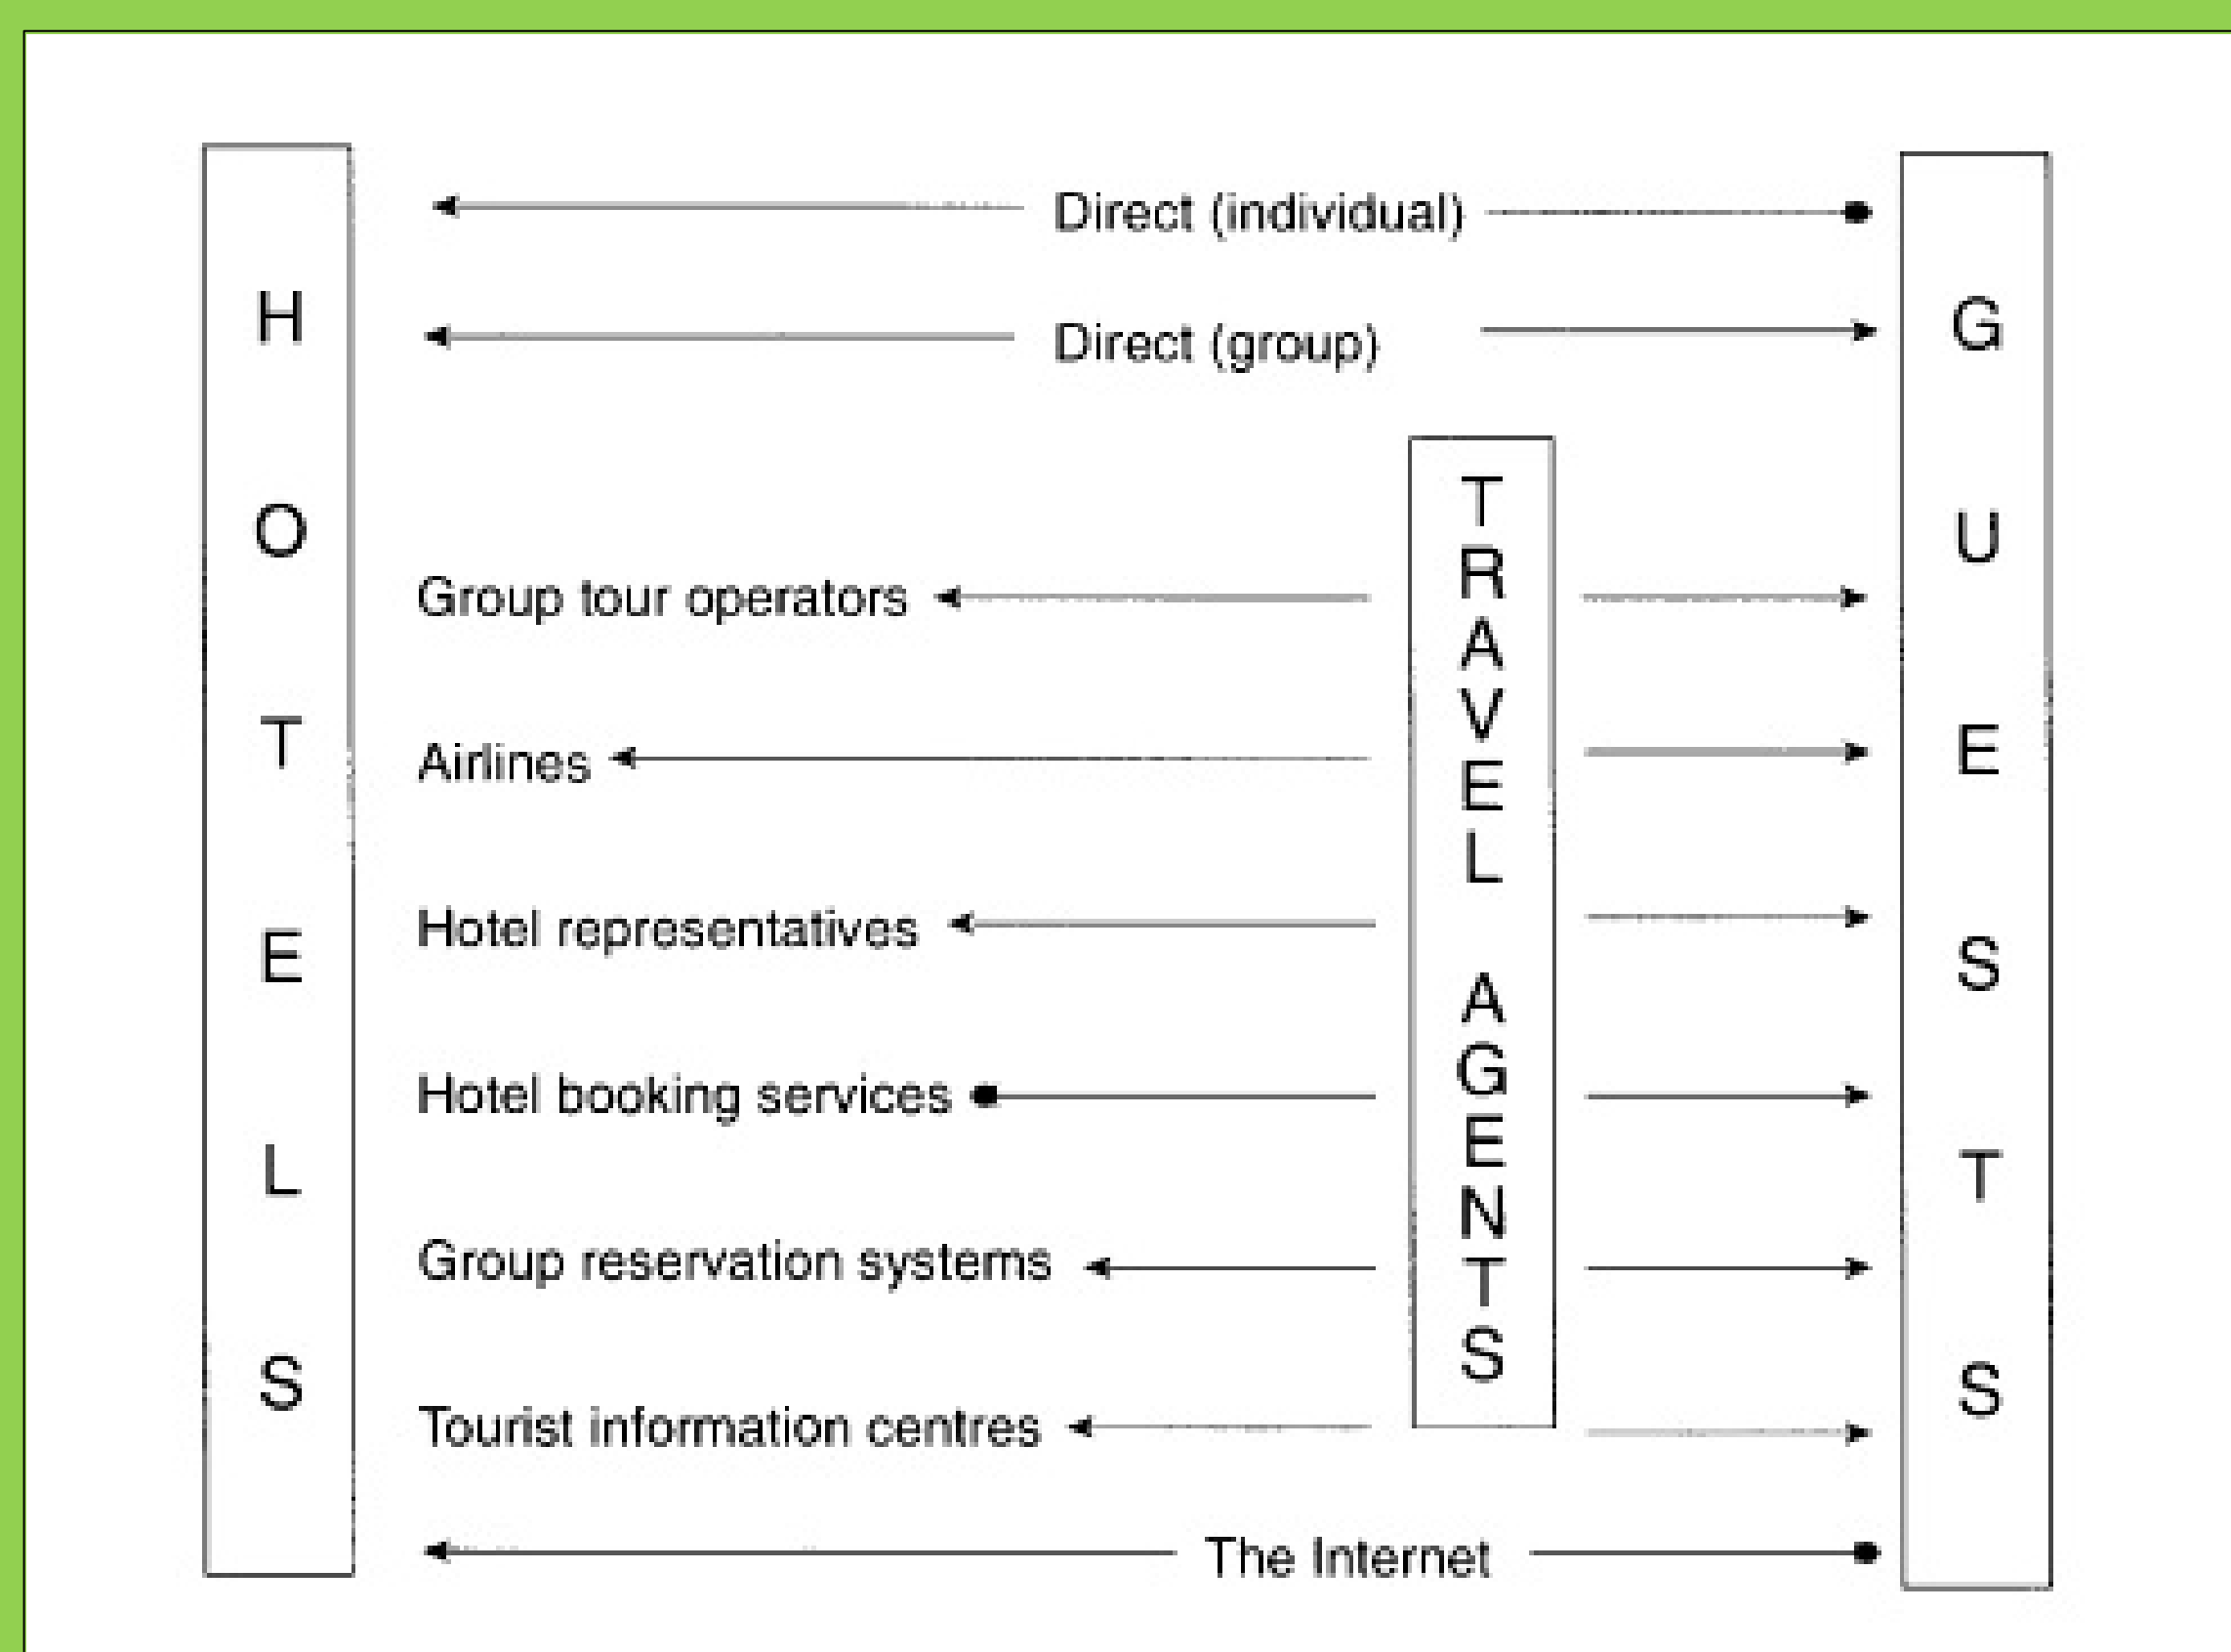 HOTELS
Direct (individual)
Direct (group)
Group tour operators
Airlines
Hotel representatives
Hotel booking services
Group reservation systems
Tourist information centres
The Internet
TRAVEL AGENTS
GUESTS